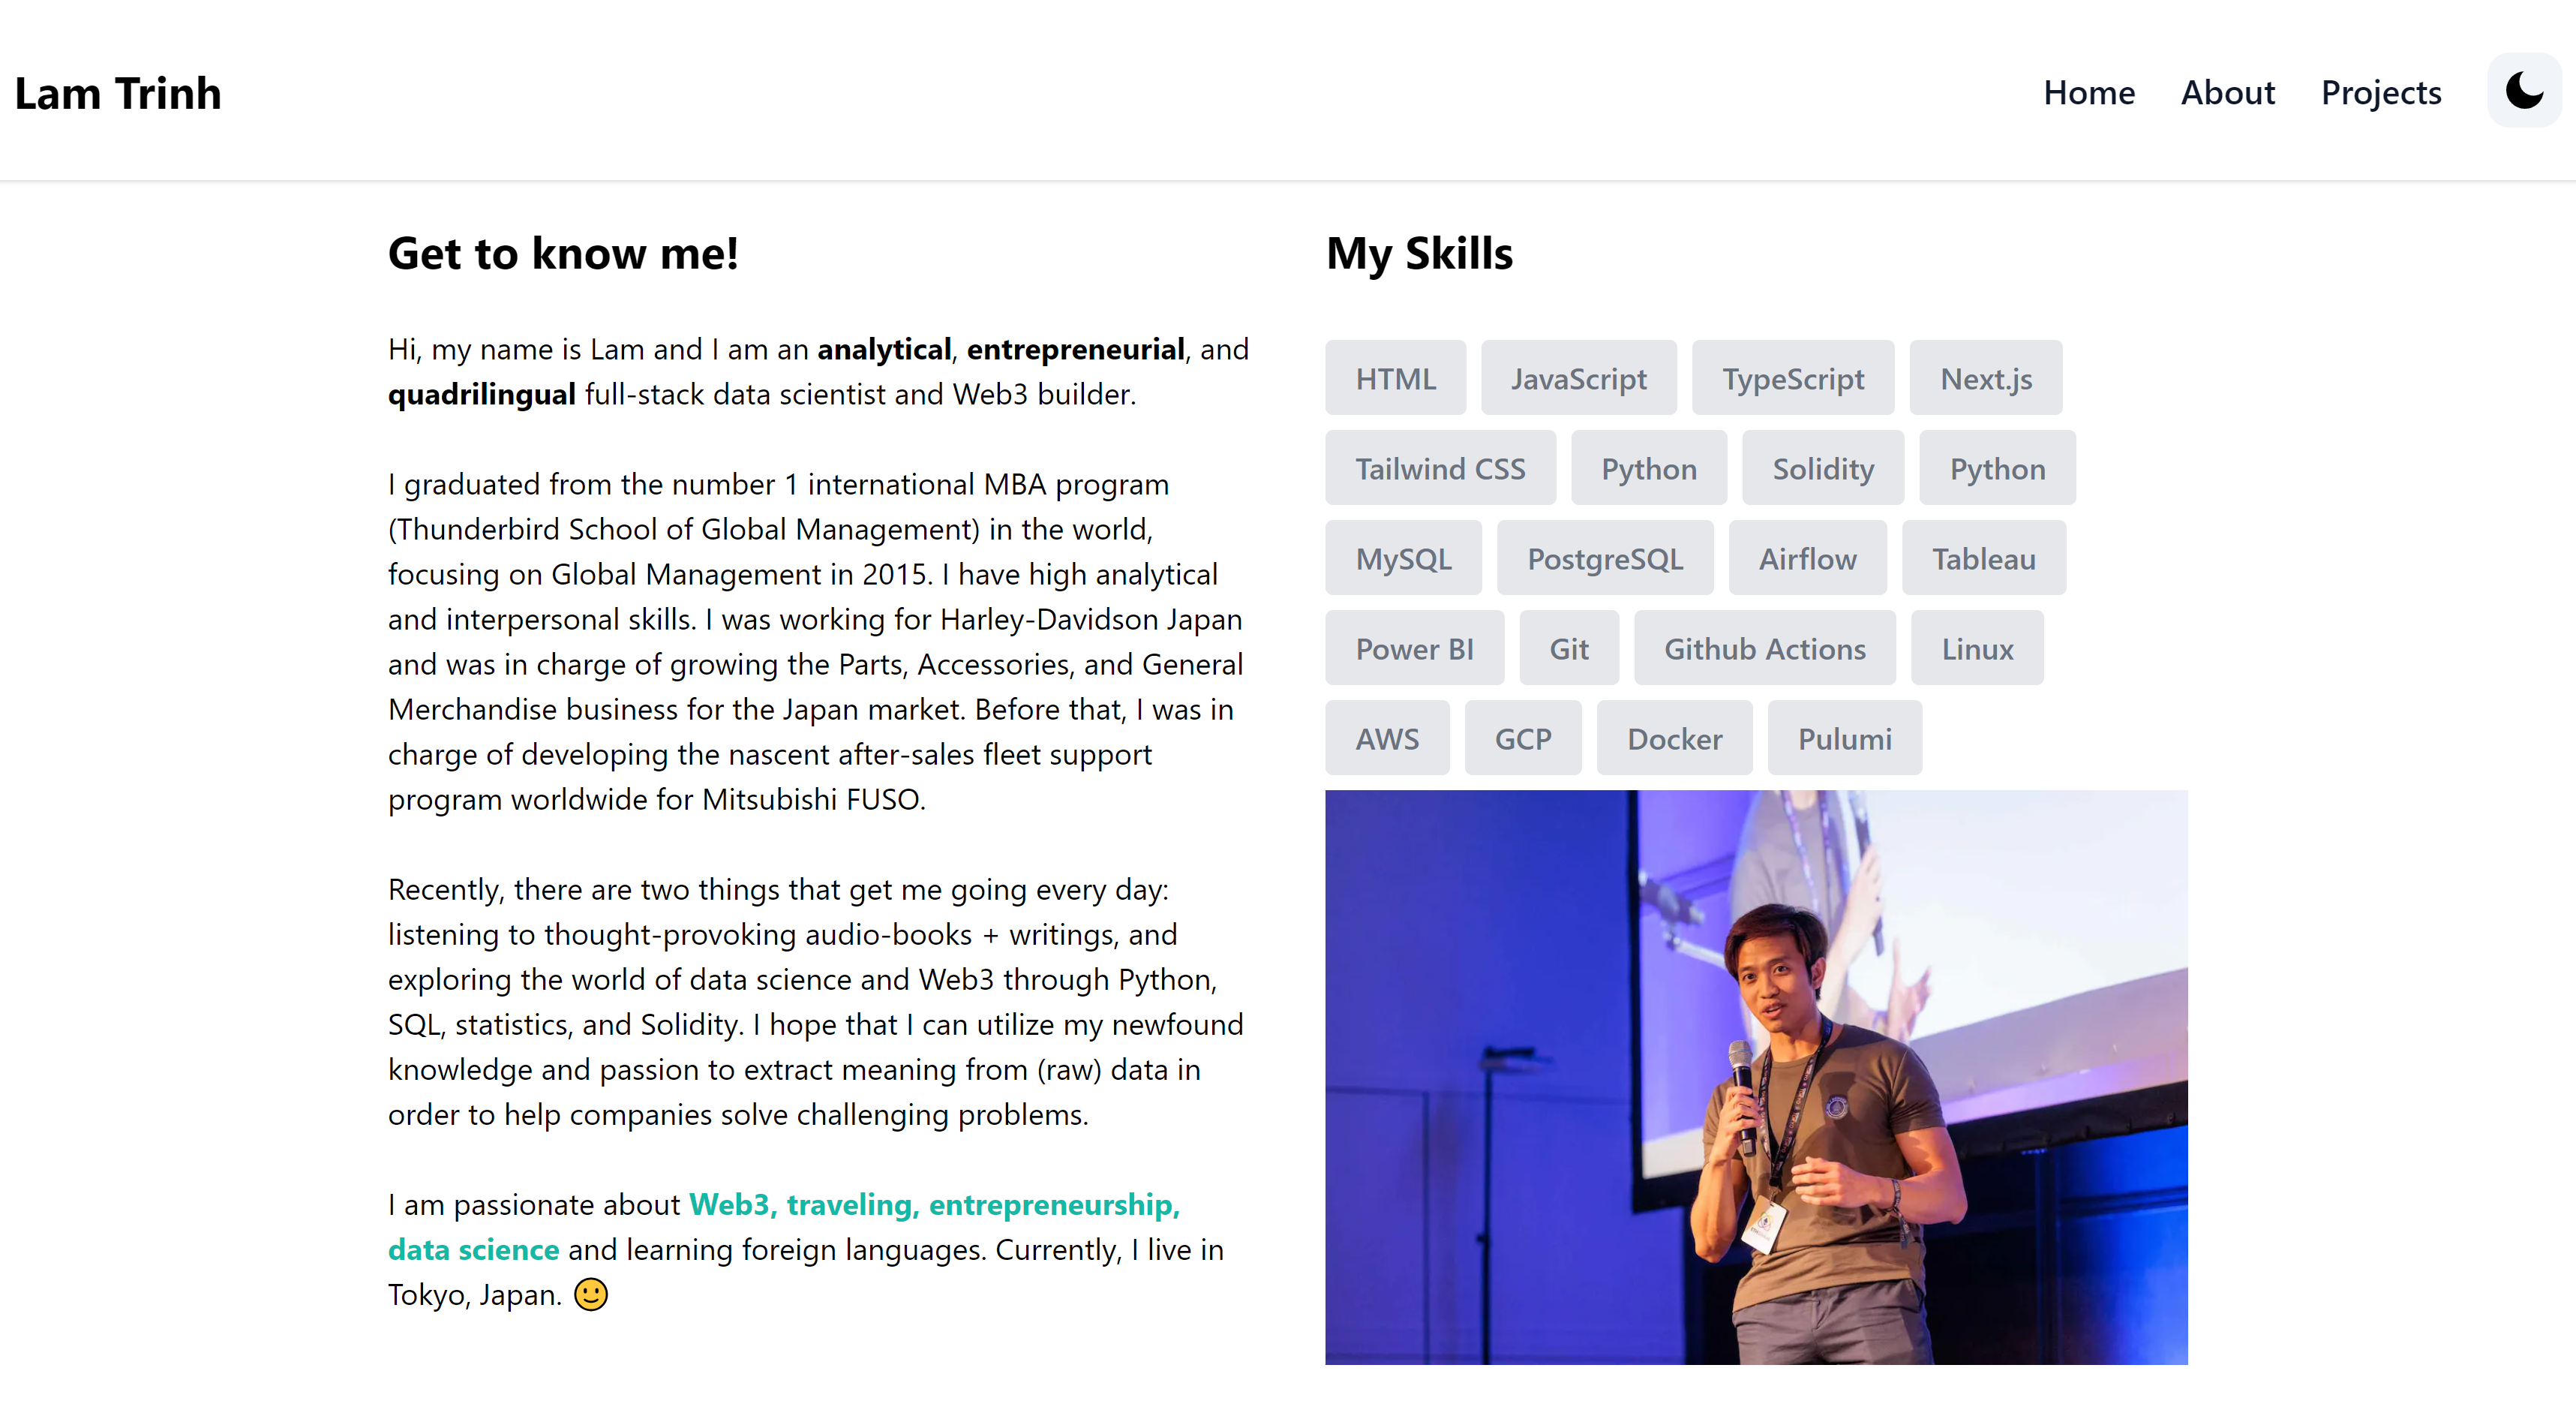 Lam Trinh
Home About Projects
Get to know me!
Hi, my name is Lam and I am an analytical, entrepreneurial, and
quadrilingual full-stack data scientist and Web3 builder.
I graduated from the number 1 international MBA program
(Thunderbird School of Global Management) in the world,
focusing on Global Management in 2015. I have high analytical
and interpersonal skills. I was working for Harley-Davidson Japan
and was in charge of growing the Parts, Accessories, and General
Merchandise business for the Japan market. Before that, I was in
charge of developing the nascent after-sales fleet support
program worldwide for Mitsubishi FUSO.
Recently, there are two things that get me going every day:
listening to thought-provoking audio-books + writings, and
exploring the world of data science and Web3 through Python,
SQL, statistics, and Solidity. I hope that I can utilize my newfound
knowledge and passion to extract meaning from (raw) data in
order to help companies solve challenging problems.
I am passionate about Web3, traveling, entrepreneurship,
data science and learning foreign languages. Currently, I live in
Tokyo, Japan. 🙂
My Skills
HTML JavaScript TypeScript Next.js
Tailwind CSS Python Solidity Python
MySQL PostgreSQL Airflow Tableau
Power BI Git Github Actions Linux
AWS GCP Docker Pulumi